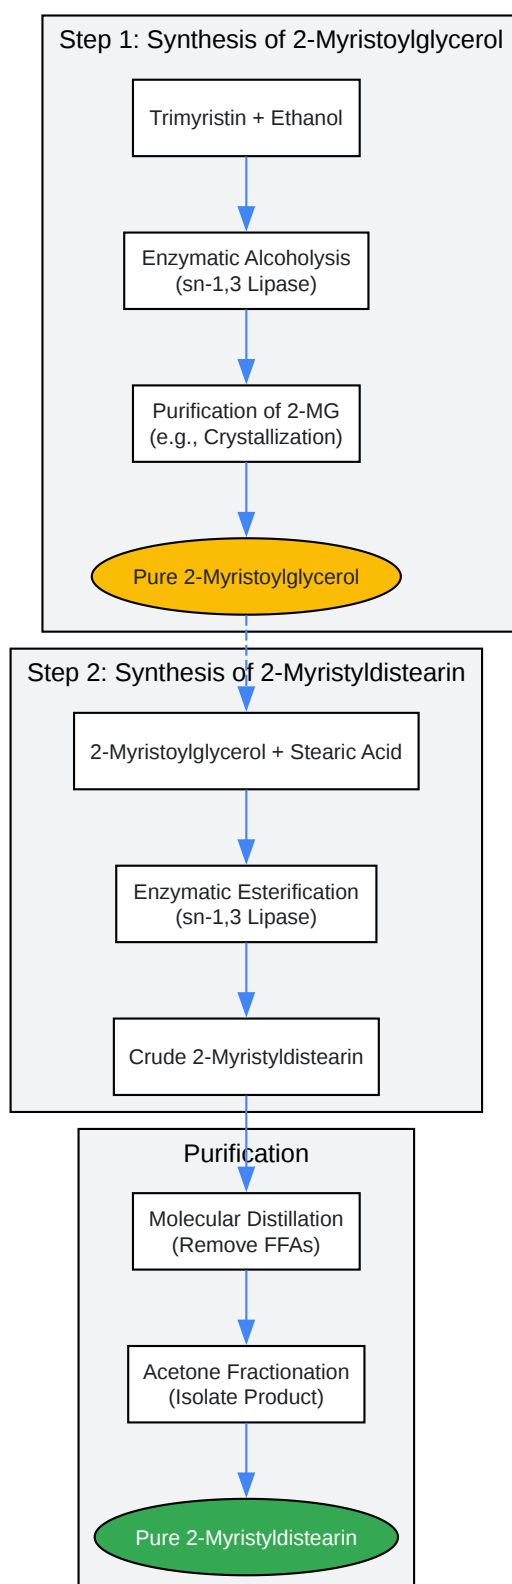 Step 1: Synthesis of 2-Myristoylglycerol
Trimyristin + Ethanol
Enzymatic Alcoholysis
(sn-1,3 Lipase)
Purification of 2-MG
(e.g., Crystallization)
Pure 2-Myristoylglycerol
Step 2: Synthesis of 2-Myristyldistearin
2-Myristoylglycerol + Stearic Acid
Enzymatic Esterification
(sn-1,3 Lipase)
Crude 2-Myristyldistearin
Purification
Molecular Distillation
(Remove FFAs)
Acetone Fractionation
(Isolate Product)
Pure 2-Myristyldistearin